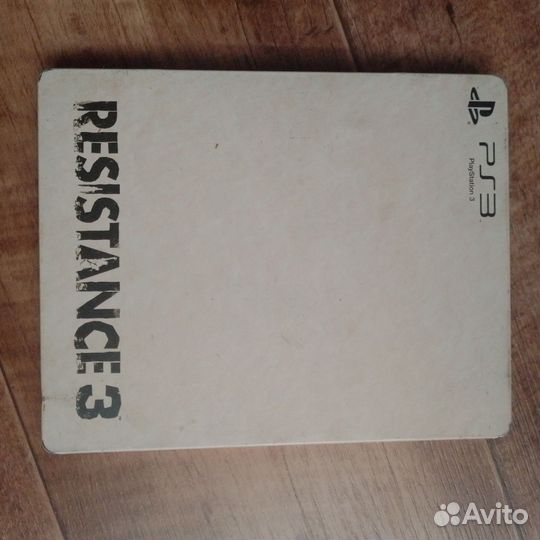 PS3
PlayStation 3
RESISTANCE 3
Avito